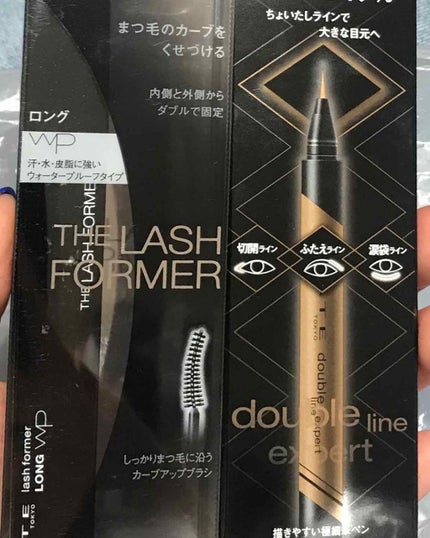 まつ毛のカーブを
くせづける
内側と外側から
ダブルで固定
ロング
WP
汗・水・皮脂に強い
ウォータープルーフタイプ
THE LASH
FORMER
THE LASH FORME
しっかりまつ毛に沿う
カーブアップブラシ
TE
TOKYO
lash former
LONG WP
ちょいたしラインで
大きな目元へ
切開ライン
ふたえライン
涙袋ライン
TE
TOKYO
double
line expert
double line
expert
描きやすい極細筆ペン